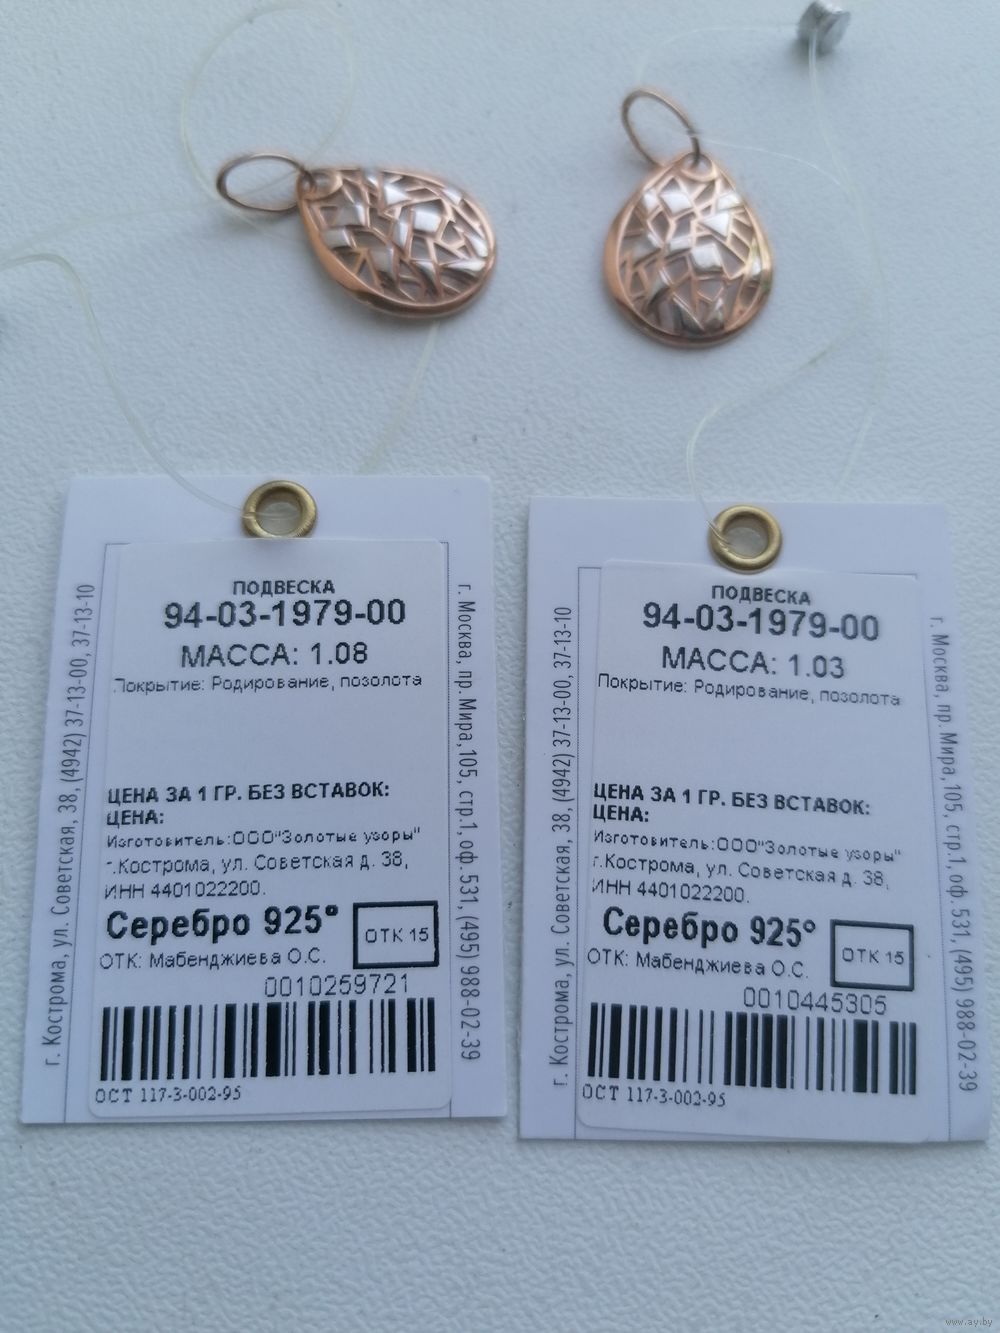 ПОДВЕСКА
94-03-1979-00
МАССА: 1.08
Покрытие: Родирование, позолота
ЦЕНА ЗА 1 ГР. БЕЗ ВСТАВОК:
ЦЕНА:
Изготовитель:ООО"Золотые узоры"
г.Кострома, ул. Советская д. 38,
ИНН 4401022200.
Серебро 925°
ОТК 15
ОТК: Мабенджиева О.С.
0010259721
ОСТ 117-3-002-95
г. Кострома, ул. Советская, 38, (4942) 37-13-00, 37-13-10
г. Москва, пр. Мира,105, стр.1, оф.531, (495) 988-02-39
ПОДВЕСКА
94-03-1979-00
МАССА: 1.03
Покрытие: Родирование, позолота
ЦЕНА ЗА 1 ГР. БЕЗ ВСТАВОК:
ЦЕНА:
Изготовитель:ООО"Золотые узоры"
г.Кострома, ул. Советская д. 38,
ИНН 4401022200.
Серебро 925°
ОТК 15
ОТК: Мабенджиева О.С.
0010445305
ОСТ 117-3-002-95
г. Кострома, ул. Советская, 38, (4942) 37-13-00, 37-13-10
г. Москва, пр. Мира,105, стр.1, оф.531, (495) 988-02-39
www.ay.by